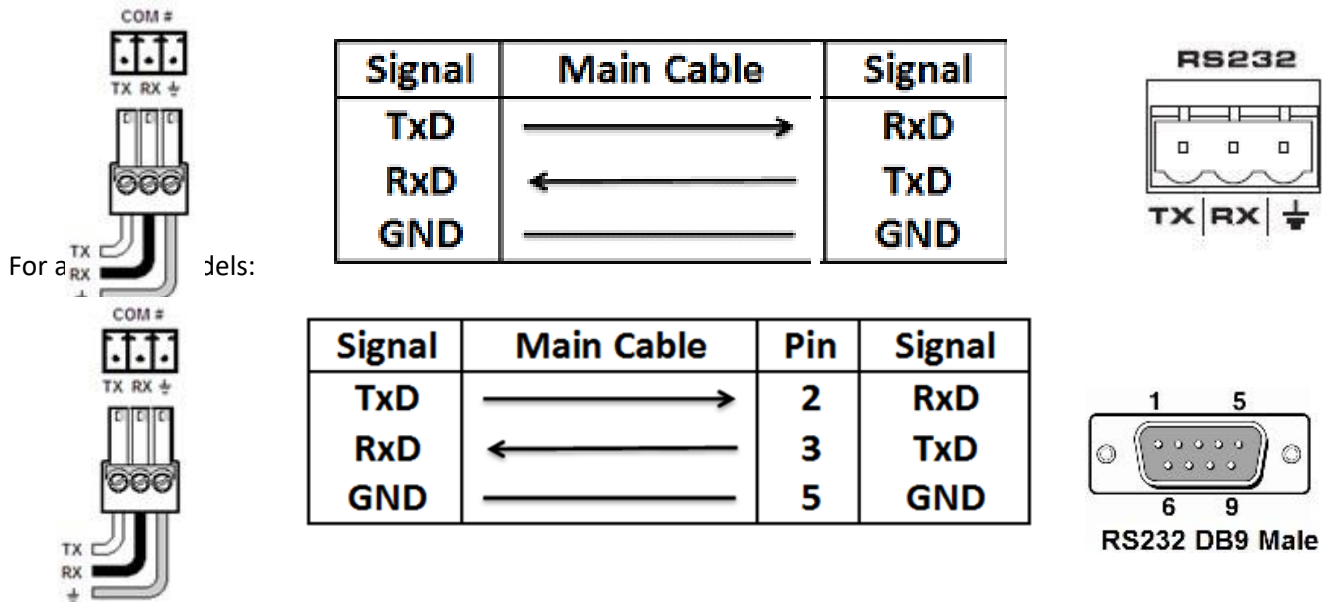 COM #
TX RX
TX
RX
Signal Main Cable Signal
TxD RxD
RxD TxD
GND GND
RS232
TX RX
For a dels:
COM #
TX RX
TX
RX
Signal Main Cable Pin Signal
TxD 2 RxD
RxD 3 TxD
GND 5 GND
1 5
6 9
RS232 DB9 Male